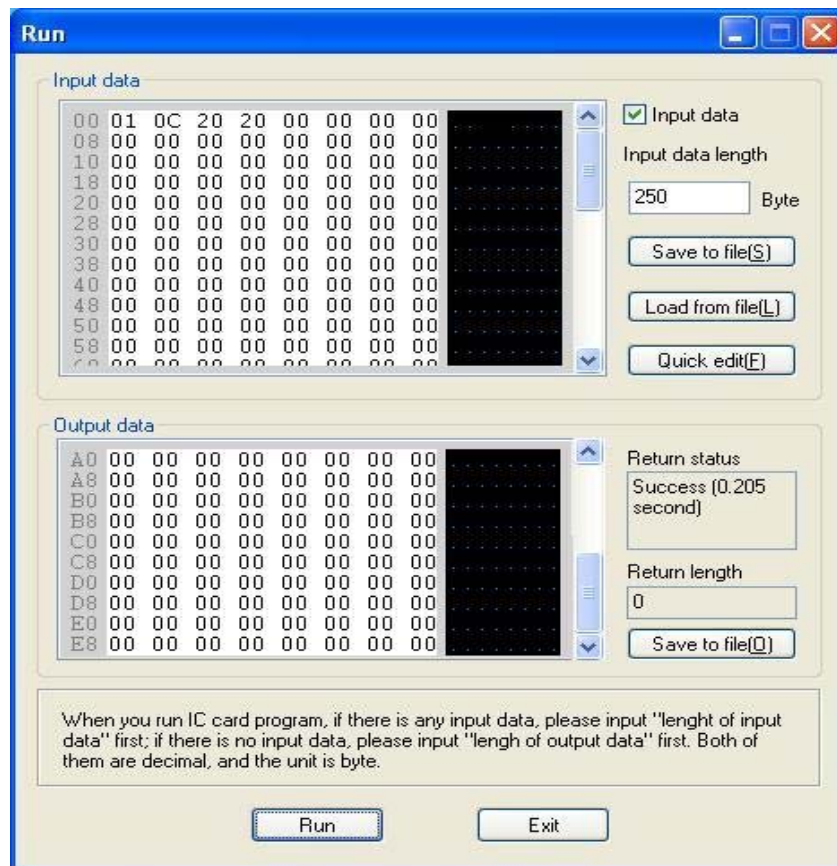 Run
Input data
00 01 0C 20 20 00 00 00 00
08 00 00 00 00 00 00 00 00
10 00 00 00 00 00 00 00 00
18 00 00 00 00 00 00 00 00
20 00 00 00 00 00 00 00 00
28 00 00 00 00 00 00 00 00
30 00 00 00 00 00 00 00 00
38 00 00 00 00 00 00 00 00
40 00 00 00 00 00 00 00 00
48 00 00 00 00 00 00 00 00
50 00 00 00 00 00 00 00 00
58 00 00 00 00 00 00 00 00
Input data
Input data length
250 Byte
Save to file(S)
Load from file(L)
Quick edit(F)
Output data
A0 00 00 00 00 00 00 00 00
A8 00 00 00 00 00 00 00 00
B0 00 00 00 00 00 00 00 00
B8 00 00 00 00 00 00 00 00
C0 00 00 00 00 00 00 00 00
C8 00 00 00 00 00 00 00 00
D0 00 00 00 00 00 00 00 00
D8 00 00 00 00 00 00 00 00
E0 00 00 00 00 00 00 00 00
E8 00 00 00 00 00 00 00 00
Return status
Success (0.205
second)
Return length
0
Save to file(O)
When you run IC card program, if there is any input data, please input "lenght of input
data" first; if there is no input data, please input "lengh of output data" first. Both of
them are decimal, and the unit is byte.
Run
Exit